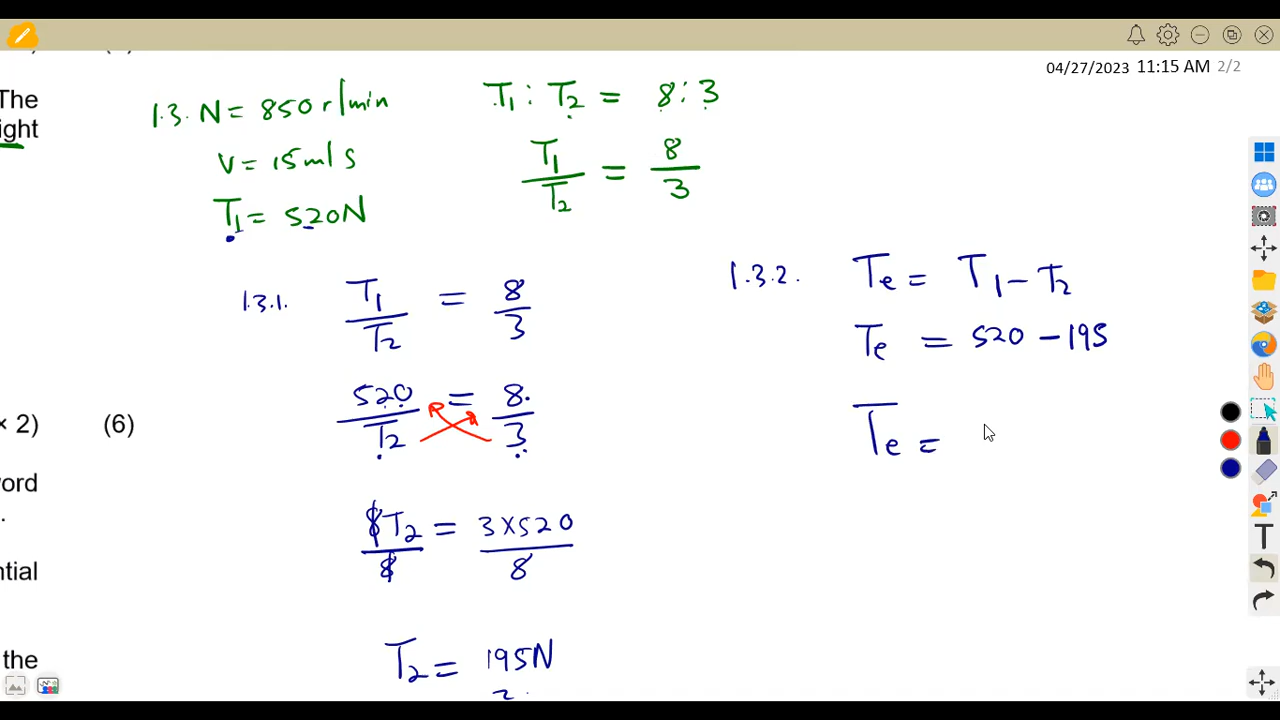 04/27/2023 11:15 AM 2/2
The
ight
1.3. N = 850 r/min
V = 15m/s
T1 = 520N
T1 : T2 = 8 : 3
T1/T2 = 8/3
1.3.1. T1/T2 = 8/3
520/T2 = 8/3
8T2/8 = 3×520/8
T2 = 195N
1.3.2. Te = T1 - T2
Te = 520 - 195
Te =
× 2) (6)
ord
.
tial
the
T